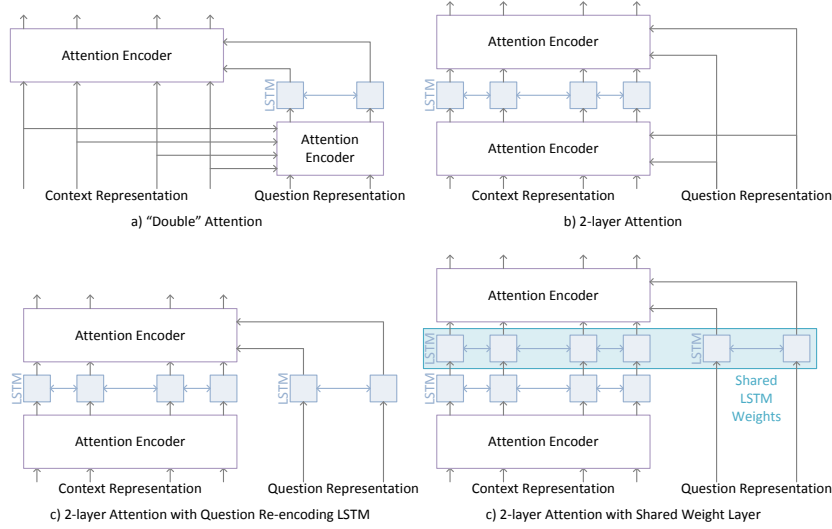 Attention Encoder
LSTM
Attention
Encoder
Context Representation
Question Representation
a) "Double" Attention
Attention Encoder
LSTM
Attention Encoder
Context Representation
Question Representation
b) 2-layer Attention
Attention Encoder
LSTM
LSTM
Attention Encoder
Context Representation
Question Representation
c) 2-layer Attention with Question Re-encoding LSTM
Attention Encoder
LSTM
LSTM
LSTM
Shared
LSTM
Weights
Attention Encoder
Context Representation
Question Representation
c) 2-layer Attention with Shared Weight Layer